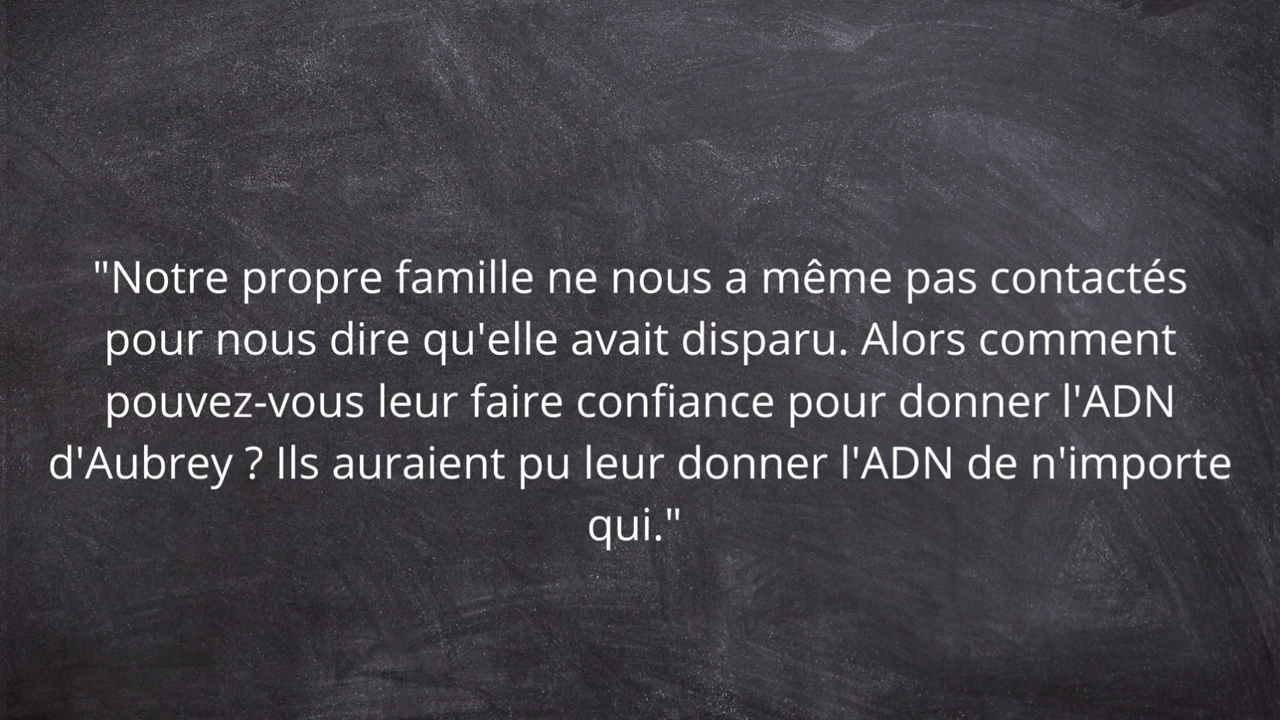 "Notre propre famille ne nous a même pas contactés
pour nous dire qu'elle avait disparu. Alors comment
pouvez-vous leur faire confiance pour donner l'ADN
d'Aubrey ? Ils auraient pu leur donner l'ADN de n'importe
qui."